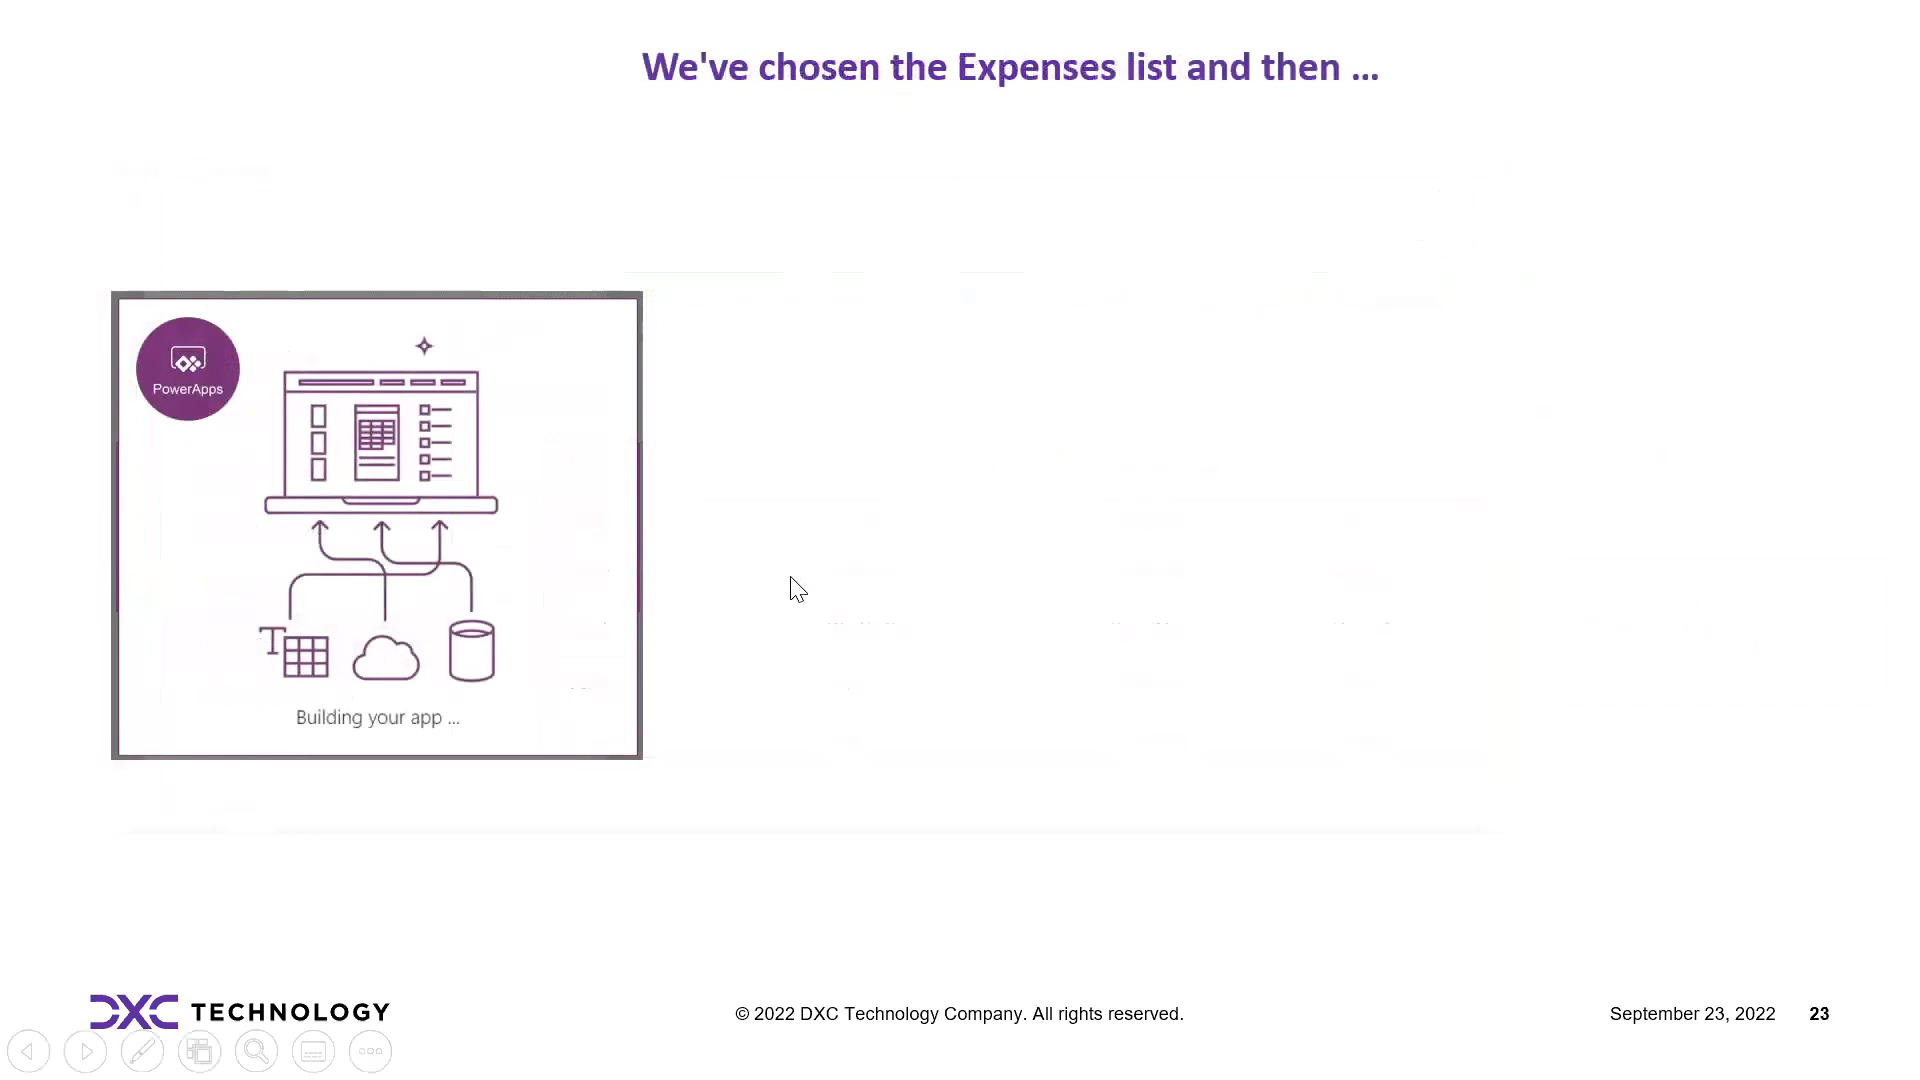 We've chosen the Expenses list and then ...
PowerApps
T
Building your app ...
DXC TECHNOLOGY
© 2022 DXC Technology Company. All rights reserved.
September 23, 2022 23